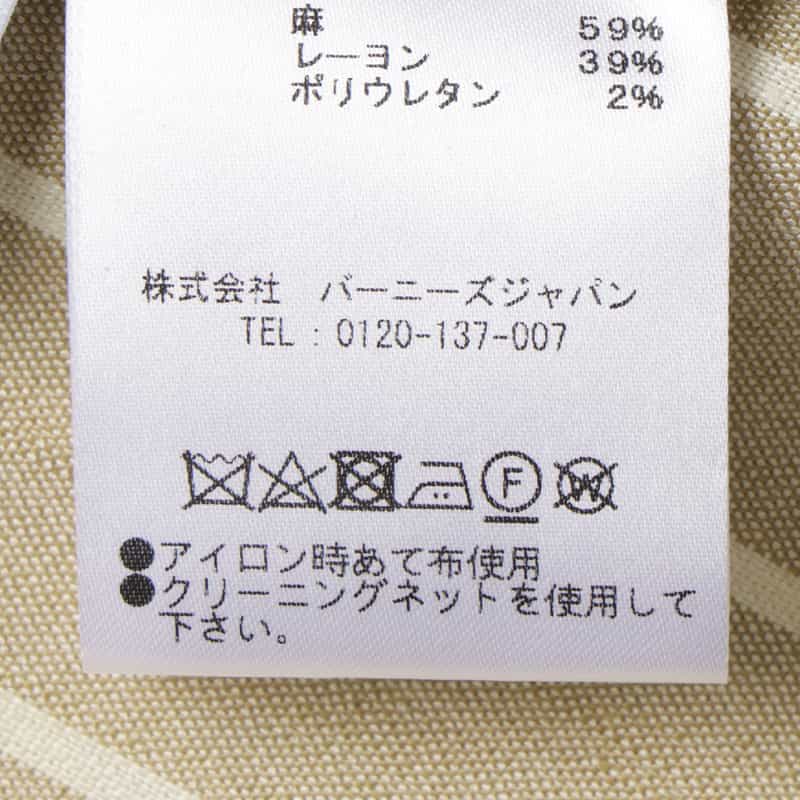 麻 59%
レーヨン 39%
ポリウレタン 2%
株式会社 バーニーズジャパン
TEL : 0120-137-007
F W
●アイロン時あて布使用
●クリーニングネットを使用して
下さい。